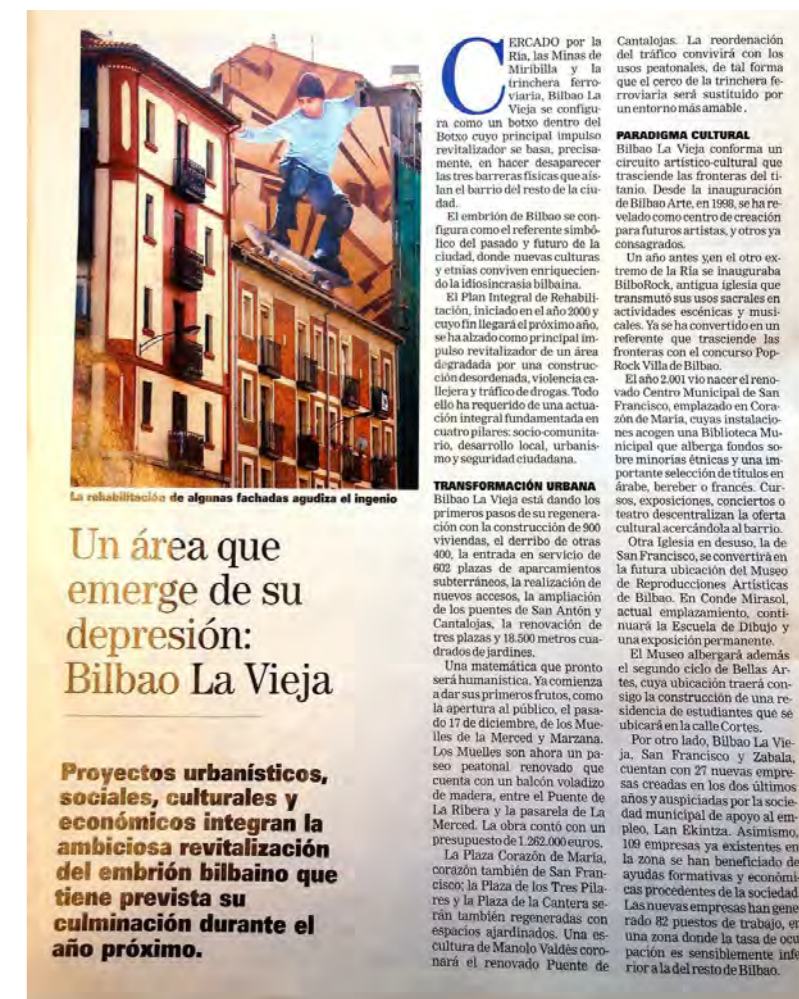 La rehabilitación de algunas fachadas agudiza el ingenio
Un área que
emerge de su
depresión:
Bilbao La Vieja
Proyectos urbanísticos,
sociales, culturales y
económicos integran la
ambiciosa revitalización
del embrión bilbaino que
tiene prevista su
culminación durante el
año próximo.
CERCADO por la
Ria, las Minas de
Miribilla y la
trinchera ferro
viaria, Bilbao La
Vieja se configu-
ra como un botxo dentro del
Botxo cuyo principal impulso
revitalizador se basa, precisa-
mente, en hacer desaparecer
las tres barreras físicas que aís-
lan el barrio del resto de la ciu-
dad.
El embrión de Bilbao se con-
figura como el referente simbó-
lico del pasado y futuro de la
ciudad, donde nuevas culturas
y etnias conviven enriquecien-
do la idiosincrasia bilbaina.
El Plan Integral de Rehabili-
tación, iniciado en el año 2000 y
cuyo fin llegará el próximo año,
se ha alzado como principal im-
pulso revitalizador de un área
degradada por una construc-
ción desordenada, violencia ca-
llejera y tráfico de drogas. Todo
ello ha requerido de una actua-
ción integral fundamentada en
cuatro pilares: socio-comunita-
rio, desarrollo local, urbanis-
mo y seguridad ciudadana.
TRANSFORMACIÓN URBANA
Bilbao La Vieja está dando los
primeros pasos de su regenera-
ción con la construcción de 900
viviendas, el derribo de otras
400, la entrada en servicio de
602 plazas de aparcamientos
subterráneos, la realización de
nuevos accesos, la ampliación
de los puentes de San Antón y
Cantalojas, la renovación de
tres plazas y 18.500 metros cua-
drados de jardines.
Una matemática que pronto
será humanística. Ya comienza
a dar sus primeros frutos, como
la apertura al público, el pasa-
do 17 de diciembre, de los Mue-
lles de la Merced y Marzana.
Los Muelles son ahora un pa-
seo peatonal renovado que
cuenta con un balcón voladizo
de madera, entre el Puente de
La Ribera y la pasarela de La
Merced. La obra contó con un
presupuesto de 1.262.000 euros.
La Plaza Corazón de María,
corazón también de San Fran-
cisco; la Plaza de los Tres Pila-
res y la Plaza de la Cantera se-
rán también regeneradas con
espacios ajardinados. Una es-
cultura de Manolo Valdés coro-
nará el renovado Puente de
Cantalojas. La reordenación
del tráfico convivirá con los
usos peatonales, de tal forma
que el cerco de la trinchera fe-
rroviaria será sustituido por
un entorno más amable.
PARADIGMA CULTURAL
Bilbao La Vieja conforma un
circuito artístico-cultural que
trasciende las fronteras del ti-
tanio. Desde la inauguración
de Bilbao Arte, en 1998, se ha re-
velado como centro de creación
para futuros artistas, y otros ya
consagrados.
Un año antes y,en el otro ex-
tremo de la Ría se inauguraba
BilboRock, antigua iglesia que
transmutó sus usos sacrales en
actividades escénicas y musi-
cales. Ya se ha convertido en un
referente que trasciende las
fronteras con el concurso Pop-
Rock Villa de Bilbao.
El año 2.001 vio nacer el reno-
vado Centro Municipal de San
Francisco, emplazado en Cora-
zón de María, cuyas instalacio-
nes acogen una Biblioteca Mu-
nicipal que alberga fondos so-
bre minorías étnicas y una im-
portante selección de títulos en
árabe, bereber o francés. Cur-
sos, exposiciones, conciertos o
teatro descentralizan la oferta
cultural acercándola al barrio.
Otra Iglesia en desuso, la de
San Francisco, se convertirá en
la futura ubicación del Museo
de Reproducciones Artísticas
de Bilbao. En Conde Mirasol,
actual emplazamiento, conti-
nuará la Escuela de Dibujo y
una exposición permanente.
El Museo albergará además
el segundo ciclo de Bellas Ar-
tes, cuya ubicación traerá con-
sigo la construcción de una re-
sidencia de estudiantes que se
ubicará en la calle Cortes.
Por otro lado, Bilbao La Vie-
ja, San Francisco y Zabala,
cuentan con 27 nuevas empre-
sas creadas en los dos últimos
años y auspiciadas por la socie-
dad municipal de apoyo al em-
pleo, Lan Ekintza. Asimismo,
109 empresas ya existentes en
la zona se han beneficiado de
ayudas formativas y económi-
cas procedentes de la sociedad.
Las nuevas empresas han gene
rado 82 puestos de trabajo, en
una zona donde la tasa de ocu
pación es sensiblemente infe
rior a la del resto de Bilbao.